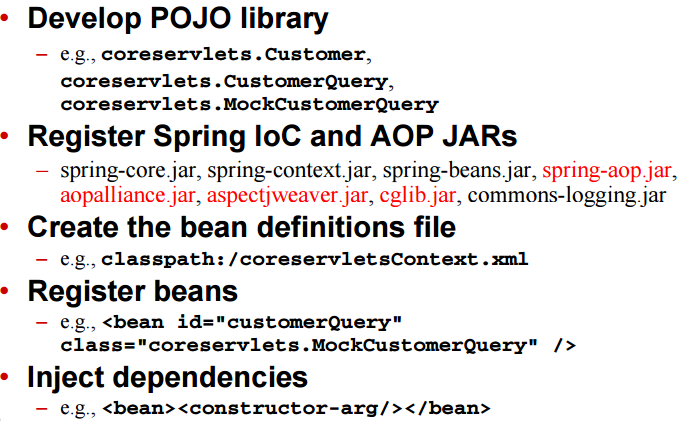 • Develop POJO library
– e.g., coreservlets.Customer,
coreservlets.CustomerQuery,
coreservlets.MockCustomerQuery
• Register Spring IoC and AOP JARs
– spring-core.jar, spring-context.jar, spring-beans.jar, spring-aop.jar,
aopalliance.jar, aspectjweaver.jar, cglib.jar, commons-logging.jar
• Create the bean definitions file
– e.g., classpath:/coreservletsContext.xml
• Register beans
– e.g., <bean id="customerQuery"
class="coreservlets.MockCustomerQuery" />
• Inject dependencies
– e.g., <bean><constructor-arg/></bean>